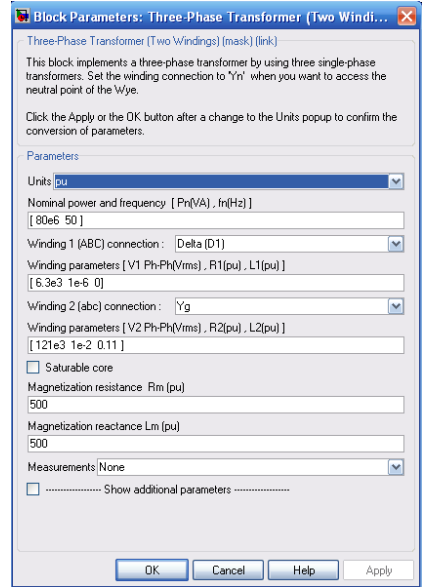 Block Parameters: Three-Phase Transformer (Two Windi...
Three-Phase Transformer (Two Windings) (mask) (link)
This block implements a three-phase transformer by using three single-phase
transformers. Set the winding connection to 'Yn' when you want to access the
neutral point of the Wye.
Click the Apply or the OK button after a change to the Units popup to confirm the
conversion of parameters.
Parameters
Units pu
Nominal power and frequency [ Pn(VA) , fn(Hz) ]
[ 80e6 50 ]
Winding 1 (ABC) connection : Delta (D1)
Winding parameters [ V1 Ph-Ph(Vrms) , R1(pu) , L1(pu) ]
[ 6.3e3 1e-6 0]
Winding 2 (abc) connection : Yg
Winding parameters [ V2 Ph-Ph(Vrms) , R2(pu) , L2(pu) ]
[ 121e3 1e-2 0.11 ]
Saturable core
Magnetization resistance Rm (pu)
500
Magnetization reactance Lm (pu)
500
Measurements None
------------------ Show additional parameters ------------------
OK Cancel Help Apply